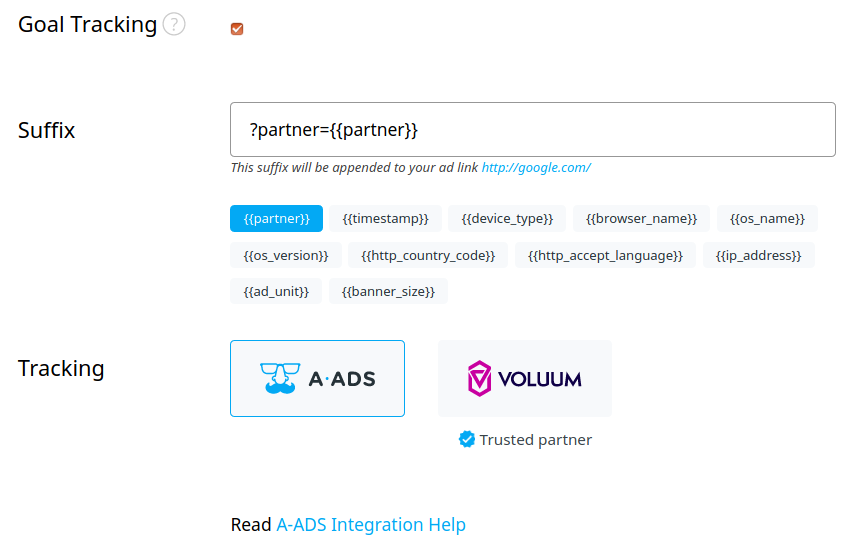 Goal Tracking ?
Suffix
?partner={{partner}}
This suffix will be appended to your ad link http://google.com/
{{partner}} {{timestamp}} {{device_type}} {{browser_name}} {{os_name}}
{{os_version}} {{http_country_code}} {{http_accept_language}} {{ip_address}}
{{ad_unit}} {{banner_size}}
Tracking
A·ADS
VOLUUM
Trusted partner
Read A-ADS Integration Help